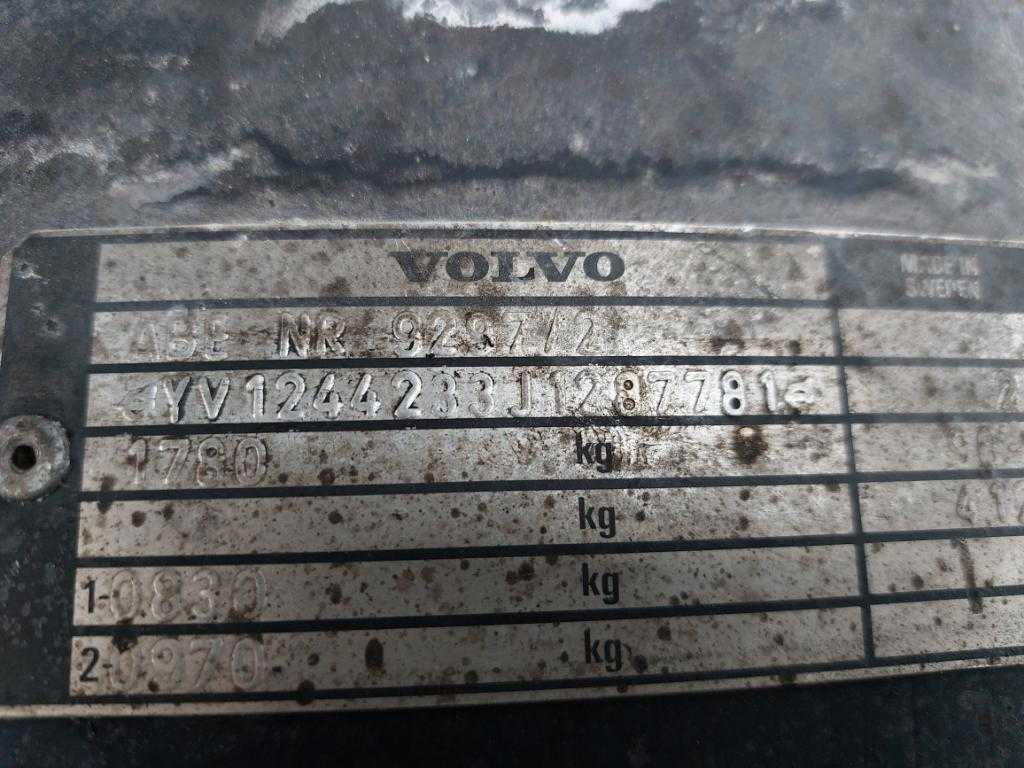 VOLVO
MADE IN
SWEDEN
ABE NR 9297/2
YV1244233J1287781
1780 kg
kg
1-0830 kg
2-0970 kg